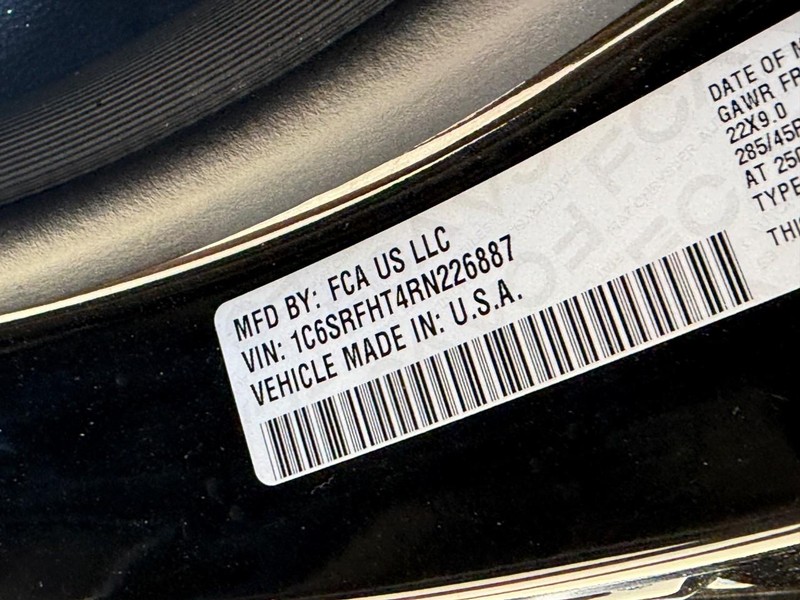 MFD BY: FCA US LLC
VIN: 1C6SRFHT4RN226887
VEHICLE MADE IN: U.S.A.
DATE OF M
GAWR FR
22X9.0
285/45R
AT 250
TYPE
THI